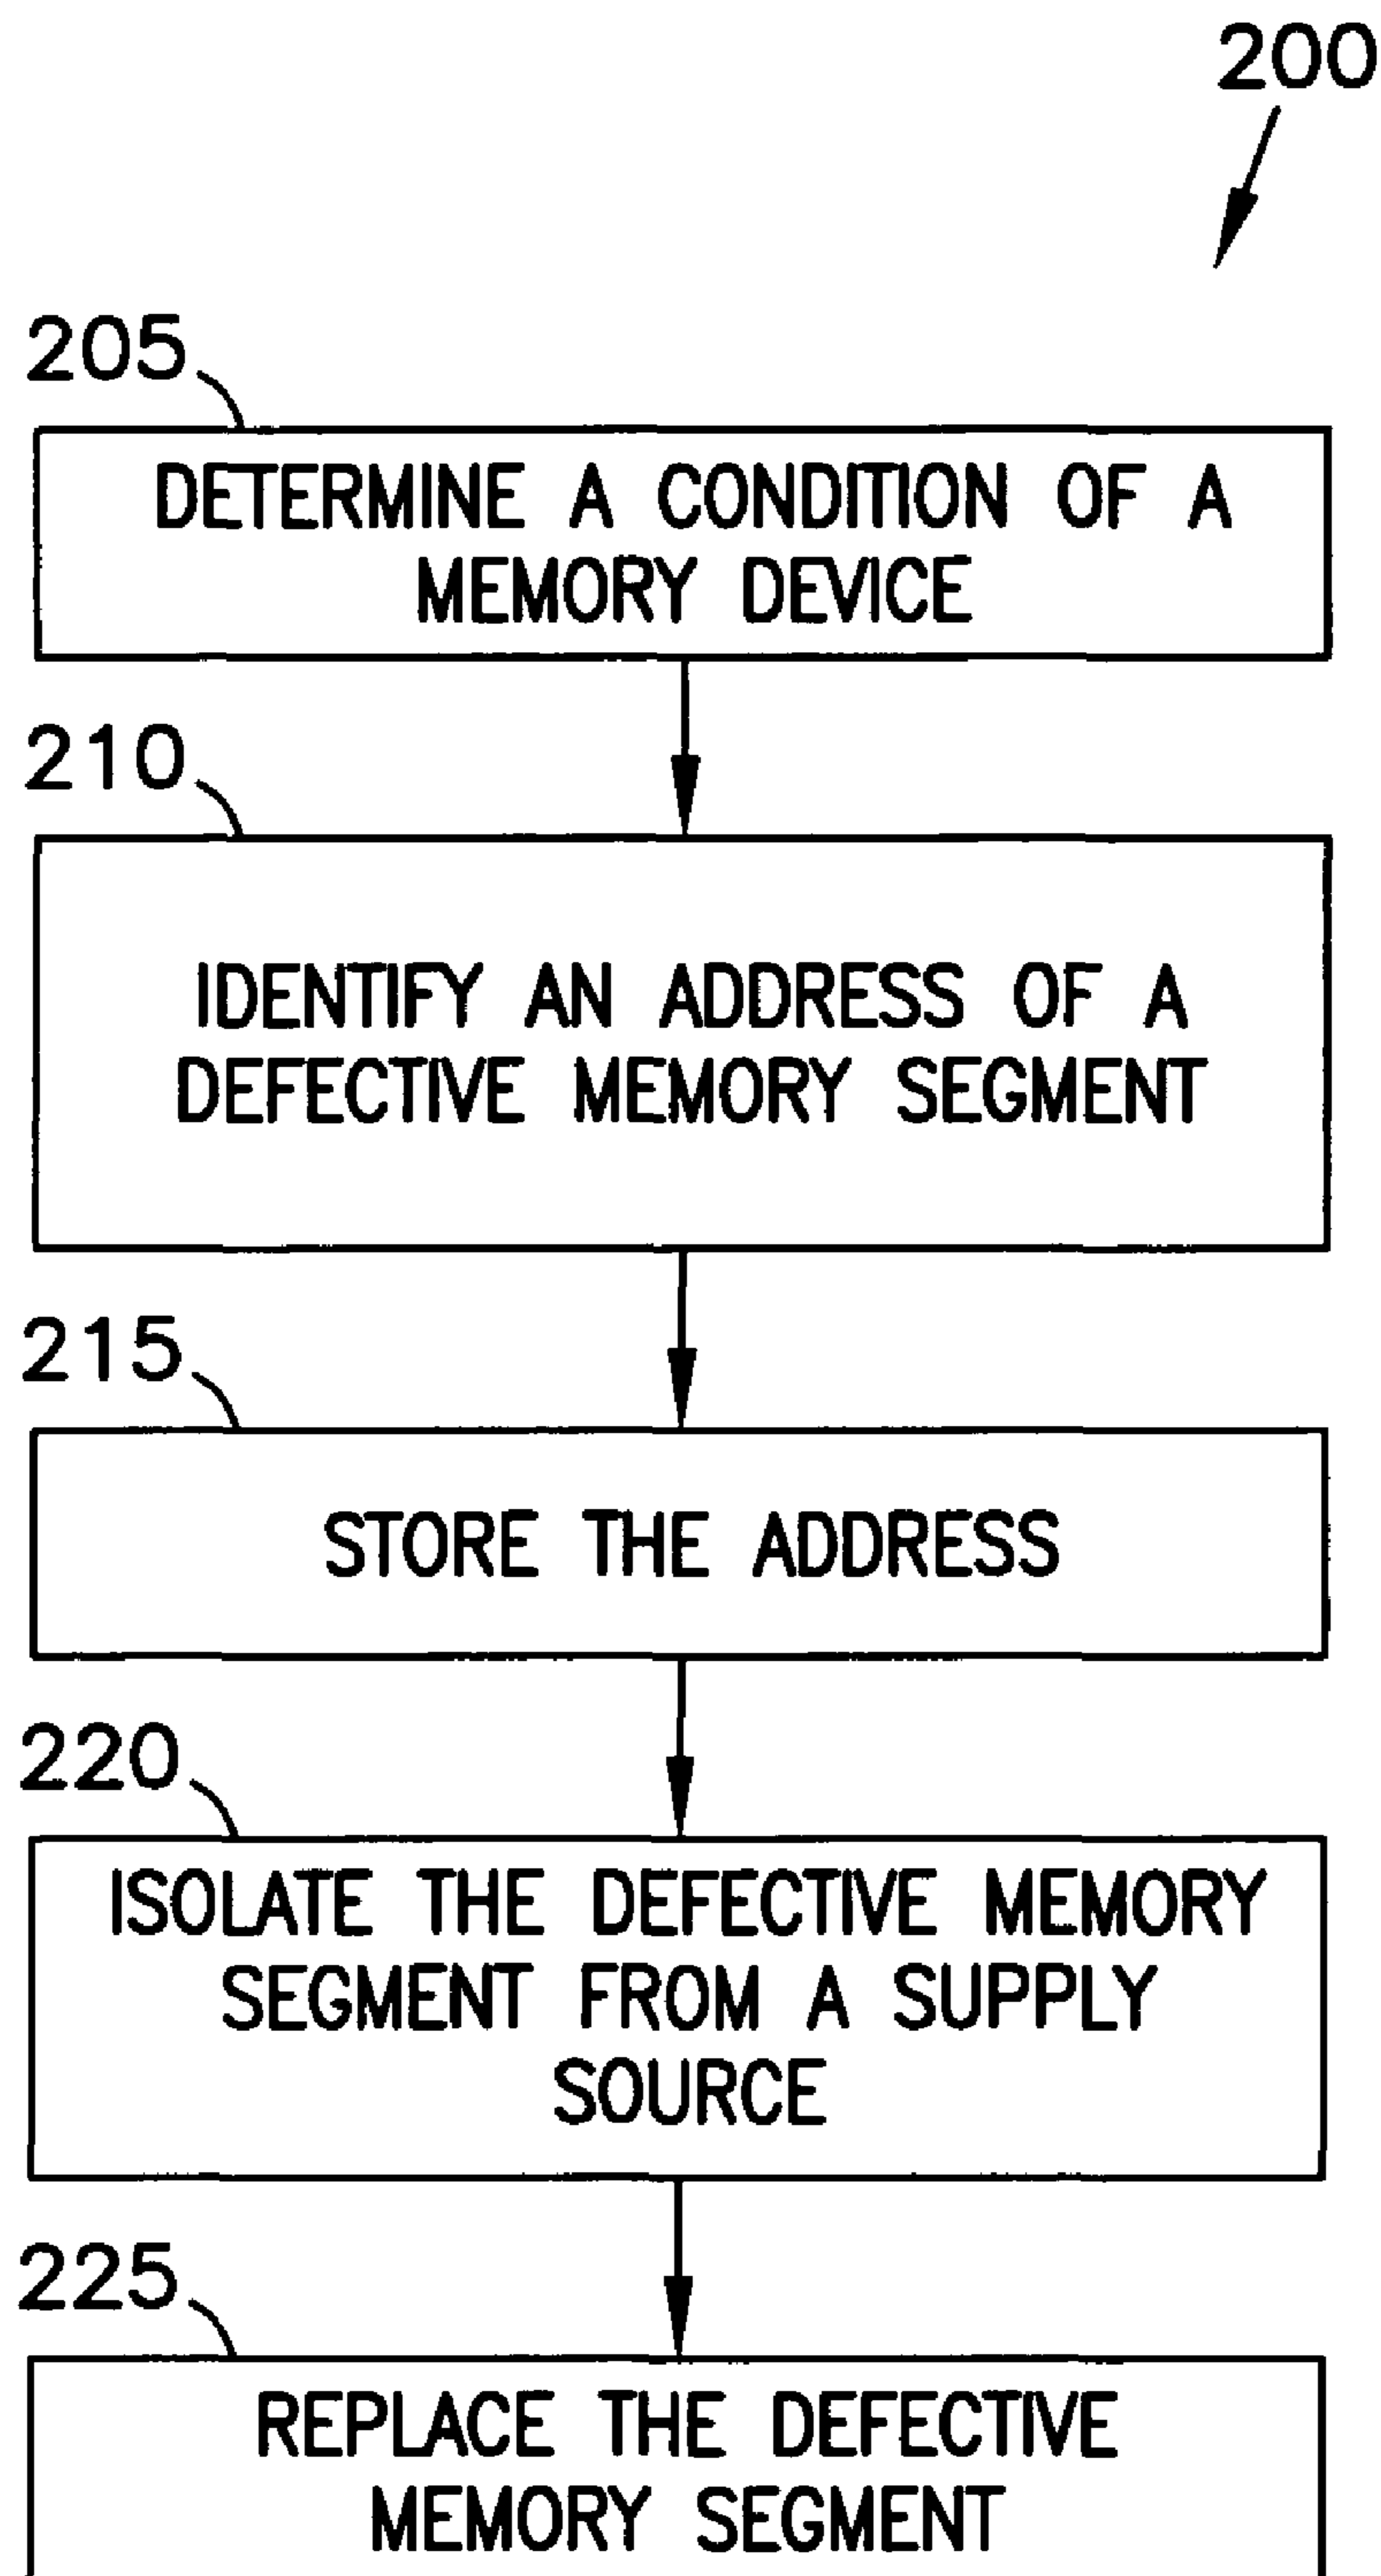 200
205
DETERMINE A CONDITION OF A
MEMORY DEVICE
210
IDENTIFY AN ADDRESS OF A
DEFECTIVE MEMORY SEGMENT
215
STORE THE ADDRESS
220
ISOLATE THE DEFECTIVE MEMORY
SEGMENT FROM A SUPPLY
SOURCE
225
REPLACE THE DEFECTIVE
MEMORY SEGMENT